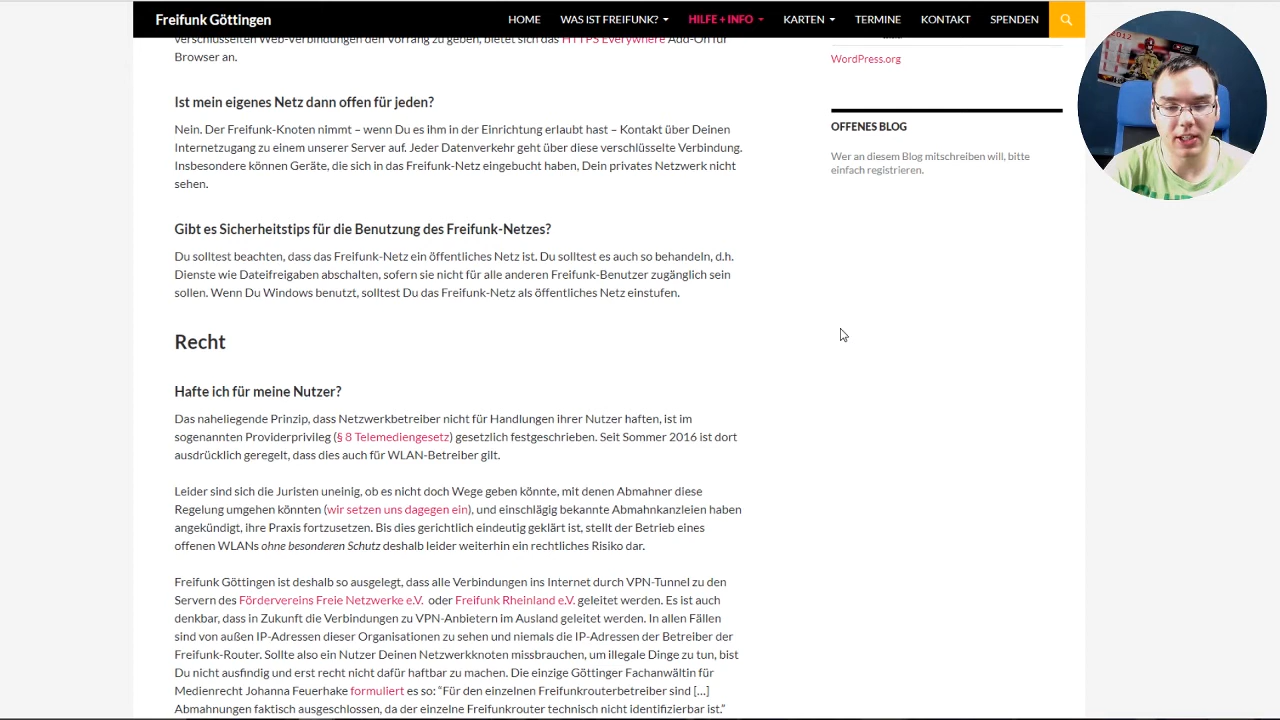 Freifunk Göttingen
HOME WAS IST FREIFUNK? HILFE + INFO KARTEN TERMINE KONTAKT SPENDEN
verschlüsselten Web-Verbindungen den Vorrang zu geben, bietet sich das HTTPS Everywhere Add-On für
Browser an.
Ist mein eigenes Netz dann offen für jeden?
Nein. Der Freifunk-Knoten nimmt – wenn Du es ihm in der Einrichtung erlaubt hast – Kontakt über Deinen
Internetzugang zu einem unserer Server auf. Jeder Datenverkehr geht über diese verschlüsselte Verbindung.
Insbesondere können Geräte, die sich in das Freifunk-Netz eingebucht haben, Dein privates Netzwerk nicht
sehen.
Gibt es Sicherheitstips für die Benutzung des Freifunk-Netzes?
Du solltest beachten, dass das Freifunk-Netz ein öffentliches Netz ist. Du solltest es auch so behandeln, d.h.
Dienste wie Dateifreigaben abschalten, sofern sie nicht für alle anderen Freifunk-Benutzer zugänglich sein
sollen. Wenn Du Windows benutzt, solltest Du das Freifunk-Netz als öffentliches Netz einstufen.
Recht
Hafte ich für meine Nutzer?
Das naheliegende Prinzip, dass Netzwerkbetreiber nicht für Handlungen ihrer Nutzer haften, ist im
sogenannten Providerprivileg (§ 8 Telemediengesetz) gesetzlich festgeschrieben. Seit Sommer 2016 ist dort
ausdrücklich geregelt, dass dies auch für WLAN-Betreiber gilt.
Leider sind sich die Juristen uneinig, ob es nicht doch Wege geben könnte, mit denen Abmahner diese
Regelung umgehen könnten (wir setzen uns dagegen ein), und einschlägig bekannte Abmahnkanzleien haben
angekündigt, ihre Praxis fortzusetzen. Bis dies gerichtlich eindeutig geklärt ist, stellt der Betrieb eines
offenen WLANs ohne besonderen Schutz deshalb leider weiterhin ein rechtliches Risiko dar.
Freifunk Göttingen ist deshalb so ausgelegt, dass alle Verbindungen ins Internet durch VPN-Tunnel zu den
Servern des Fördervereins Freie Netzwerke e.V. oder Freifunk Rheinland e.V. geleitet werden. Es ist auch
denkbar, dass in Zukunft die Verbindungen zu VPN-Anbietern im Ausland geleitet werden. In allen Fällen
sind von außen IP-Adressen dieser Organisationen zu sehen und niemals die IP-Adressen der Betreiber der
Freifunk-Router. Sollte also ein Nutzer Deinen Netzwerkknoten missbrauchen, um illegale Dinge zu tun, bist
Du nicht ausfindig und erst recht nicht dafür haftbar zu machen. Die einzige Göttinger Fachanwältin für
Medienrecht Johanna Feuerhake formuliert es so: “Für den einzelnen Freifunkrouterbetreiber sind […]
Abmahnungen faktisch ausgeschlossen, da der einzelne Freifunkrouter technisch nicht identifizierbar ist.”
WordPress.org
OFFENES BLOG
Wer an diesem Blog mitschreiben will, bitte
einfach registrieren.
2012